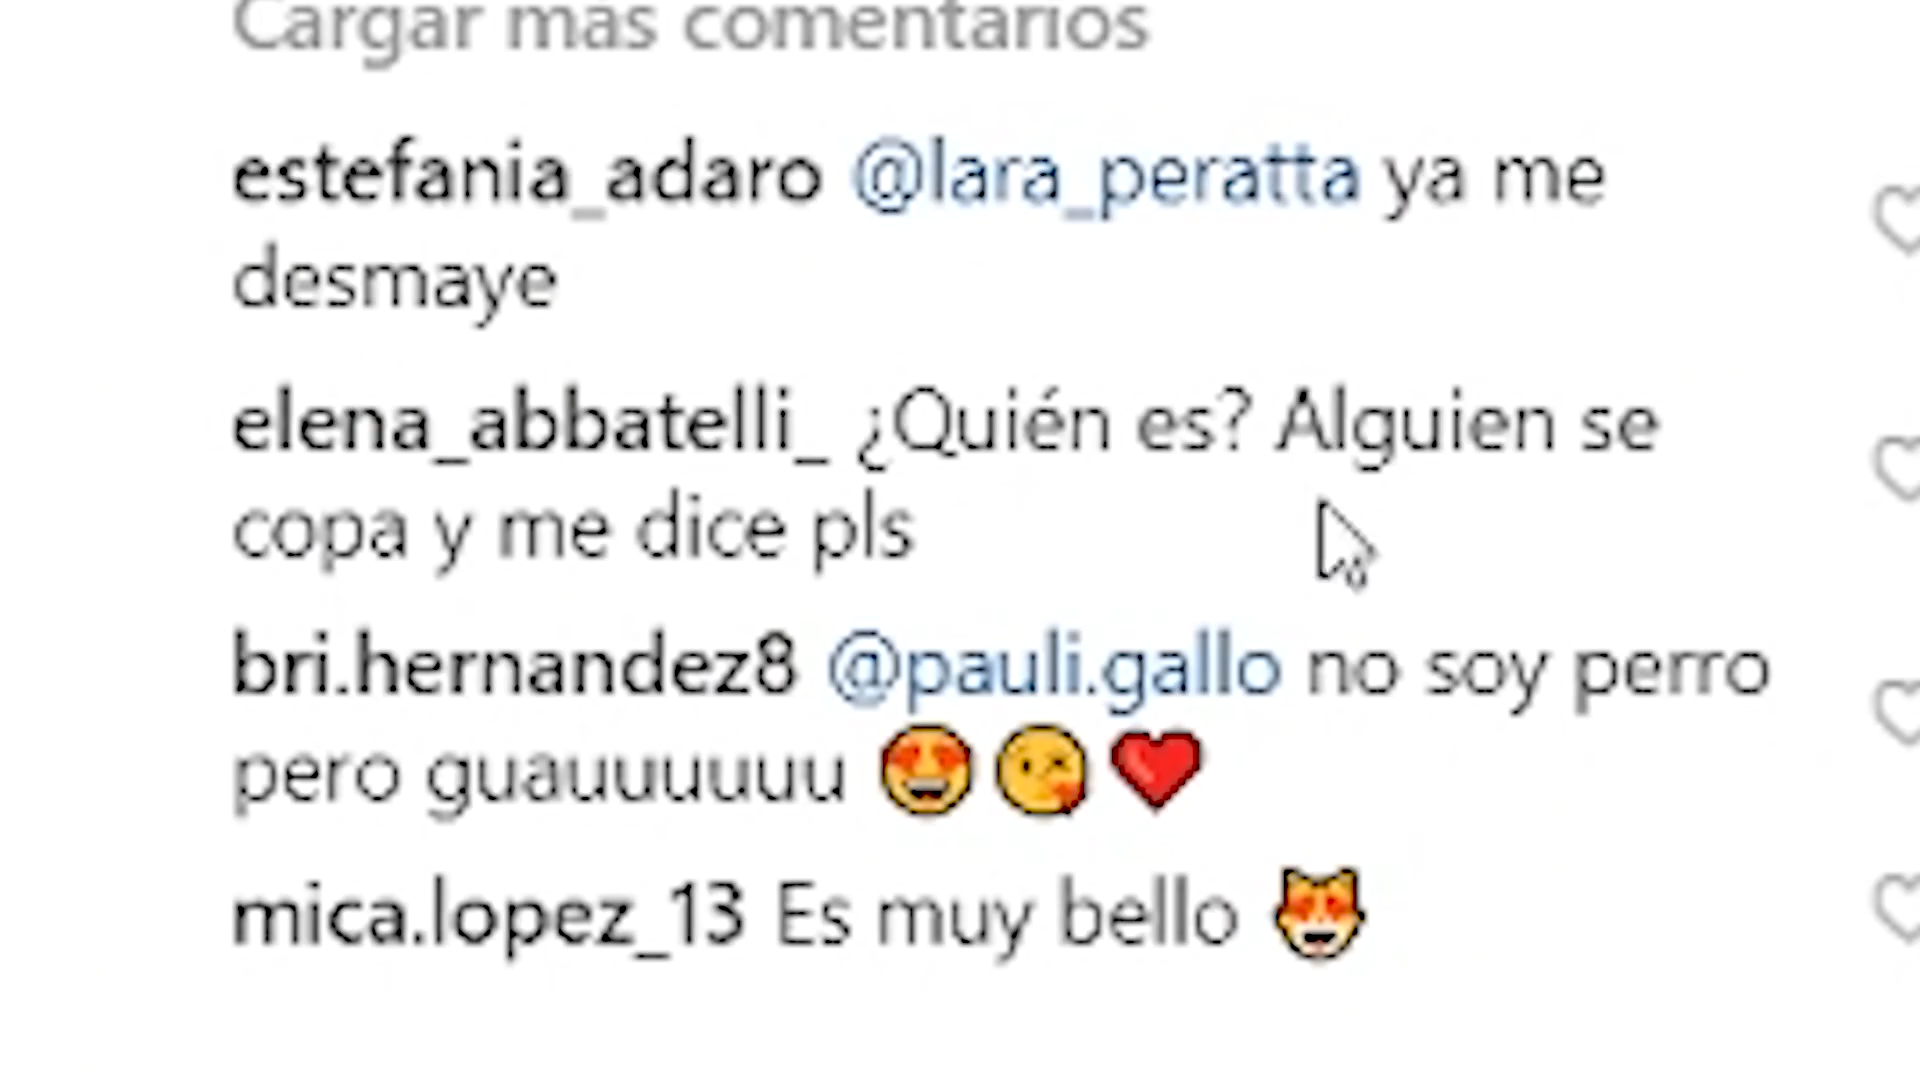 Cargar más comentarios
estefania_adaro @lara_peratta ya me
desmaye
elena_abbatelli_ ¿Quién es? Alguien se
copa y me dice pls
bri.hernandez8 @pauli.gallo no soy perro
pero guauuuuuu 😍😘❤️
mica.lopez_13 Es muy bello 😻